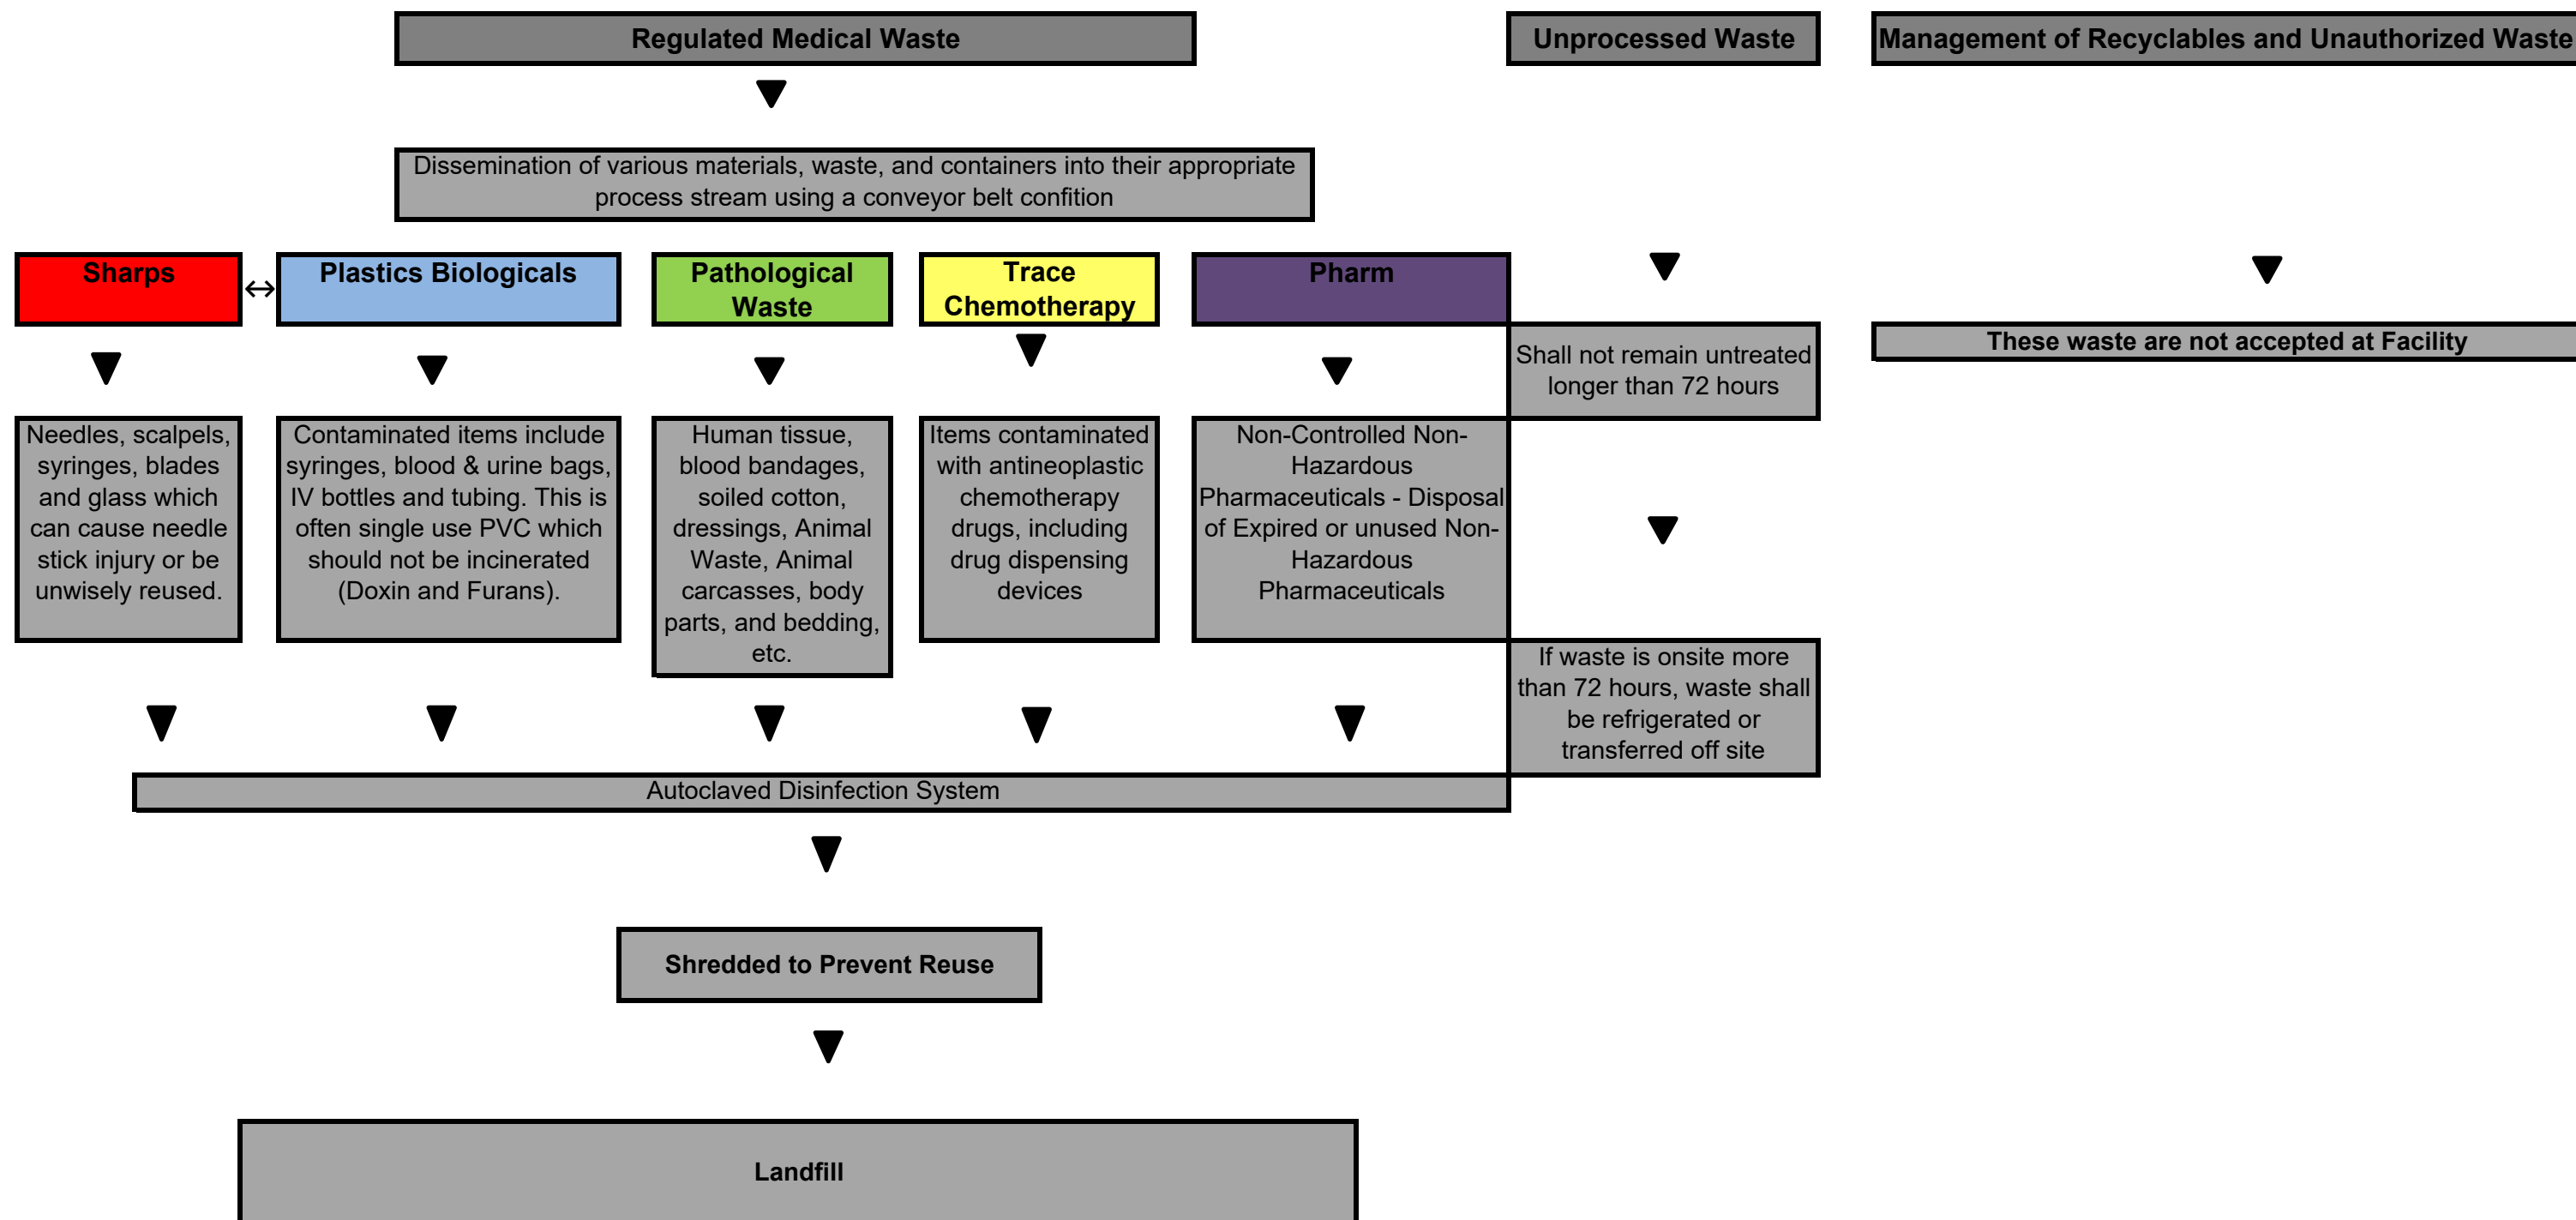 Regulated Medical Waste
Unprocessed Waste
Management of Recyclables and Unauthorized Waste
Dissemination of various materials, waste, and containers into their appropriate
process stream using a conveyor belt confition
Sharps
↔
Plastics Biologicals
Pathological
Waste
Trace
Chemotherapy
Pharm
Shall not remain untreated
longer than 72 hours
These waste are not accepted at Facility
Needles, scalpels,
syringes, blades
and glass which
can cause needle
stick injury or be
unwisely reused.
Contaminated items include
syringes, blood & urine bags,
IV bottles and tubing. This is
often single use PVC which
should not be incinerated
(Doxin and Furans).
Human tissue,
blood bandages,
soiled cotton,
dressings, Animal
Waste, Animal
carcasses, body
parts, and bedding,
etc.
Items contaminated
with antineoplastic
chemotherapy
drugs, including
drug dispensing
devices
Non-Controlled Non-
Hazardous
Pharmaceuticals - Disposal
of Expired or unused Non-
Hazardous
Pharmaceuticals
If waste is onsite more
than 72 hours, waste shall
be refrigerated or
transferred off site
Autoclaved Disinfection System
Shredded to Prevent Reuse
Landfill